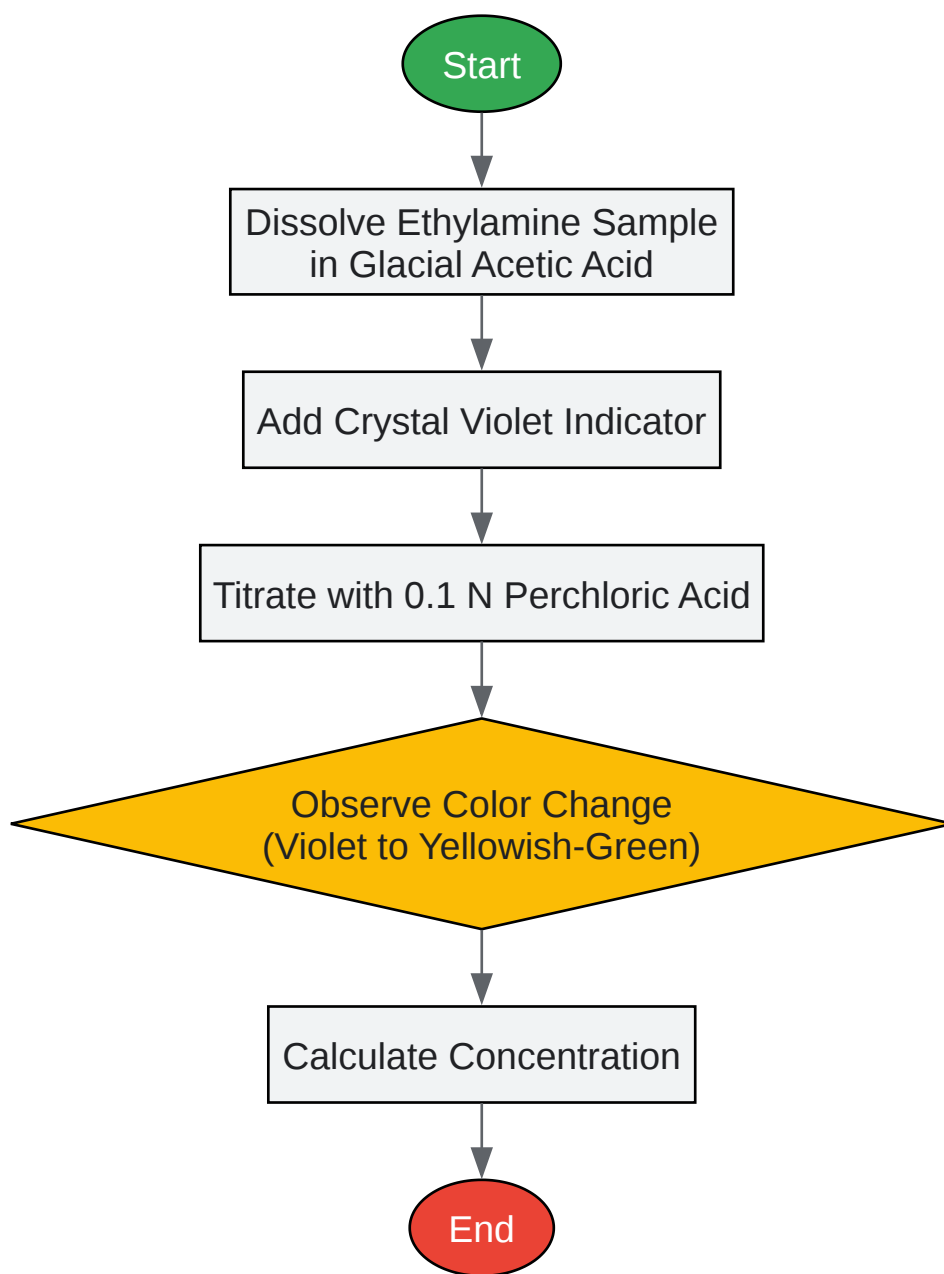 Start
Dissolve Ethylamine Sample
in Glacial Acetic Acid
Add Crystal Violet Indicator
Titrate with 0.1 N Perchloric Acid
Observe Color Change
(Violet to Yellowish-Green)
Calculate Concentration
End